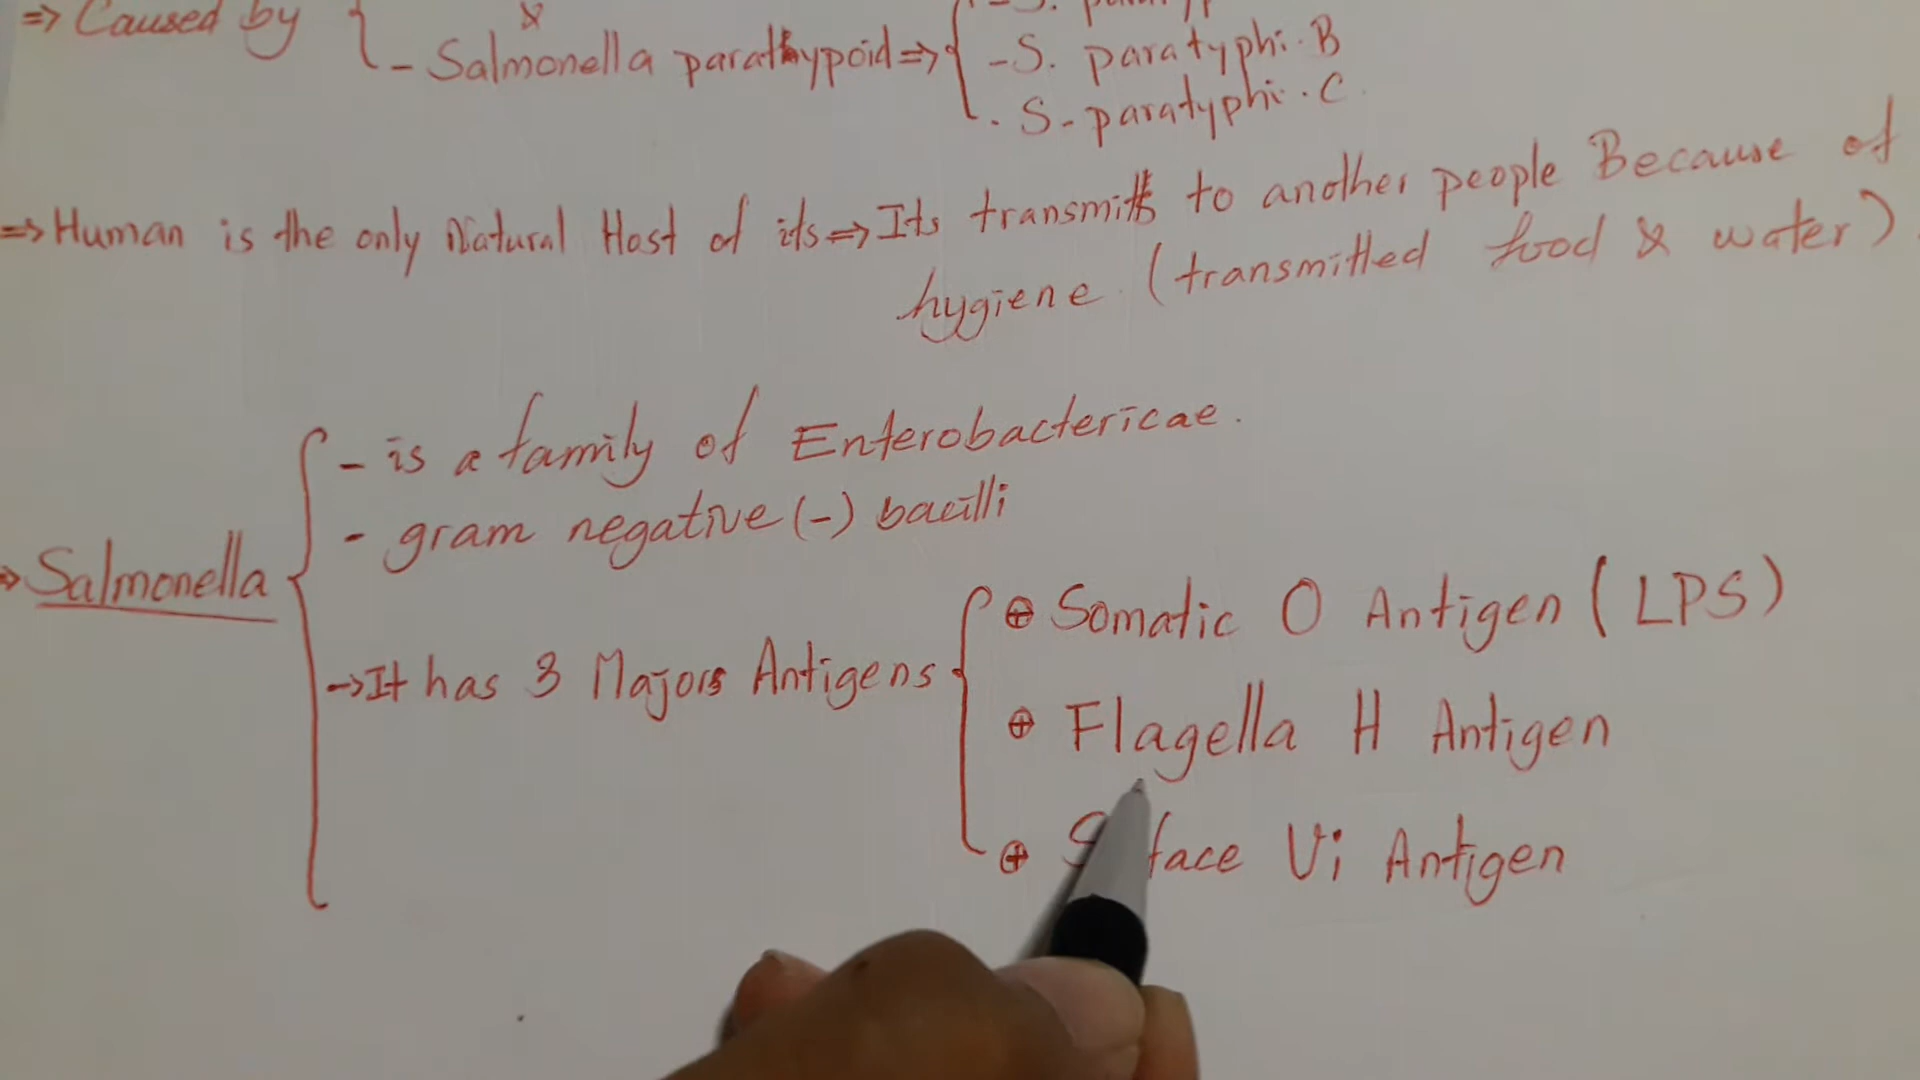 ⇒ Caused by
- Salmonella parathypoid ⇒
- S.
- S. paratyphi. B
. S - paratyphi. C.
⇒ Human is the only Natural Host of its ⇒ Its transmitt to another people Because of
hygiene (transmitted food & water).
⇒ Salmonella
- is a family of Enterobactericae.
- gram negative (-) bacilli
→ It has 3 Majors Antigens
⊕ Somatic O Antigen (LPS)
⊕ Flagella H Antigen
⊕ face Vi Antigen